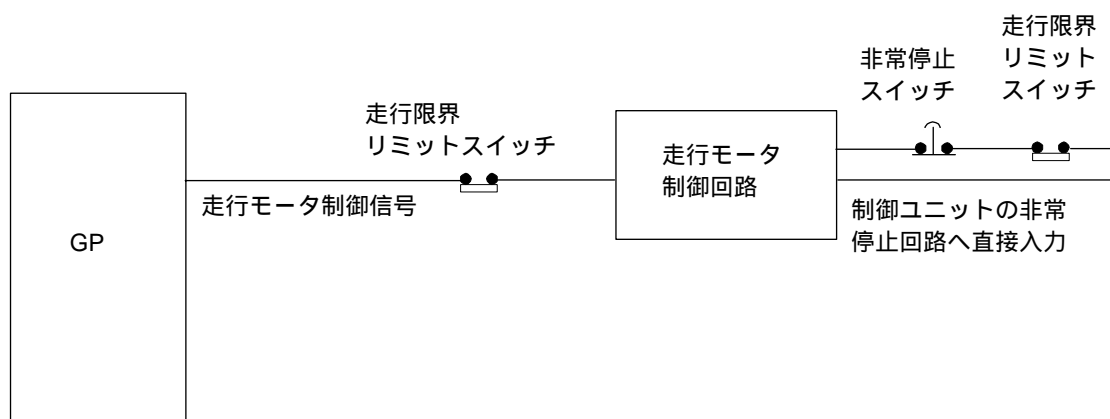 走行限界
リミット
スイッチ
非常停止
スイッチ
走行限界
リミットスイッチ
走行モータ
制御回路
走行モータ制御信号
制御ユニットの非常
停止回路へ直接入力
GP